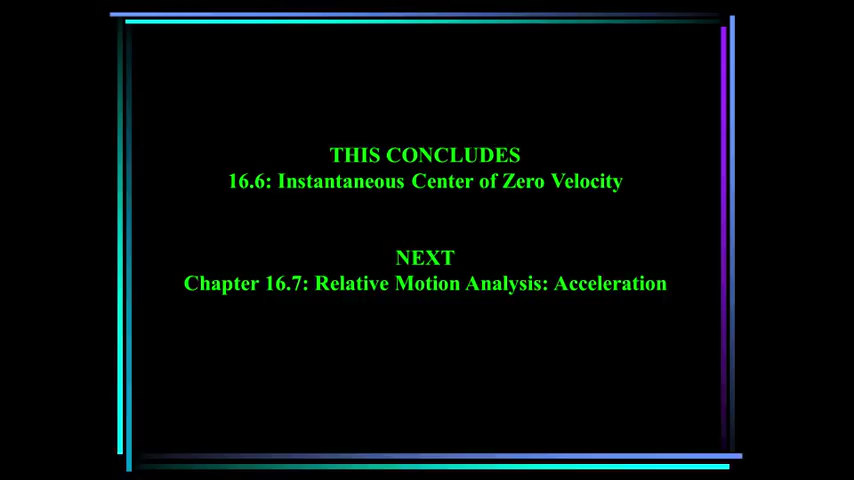 THIS CONCLUDES
16.6: Instantaneous Center of Zero Velocity
NEXT
Chapter 16.7: Relative Motion Analysis: Acceleration